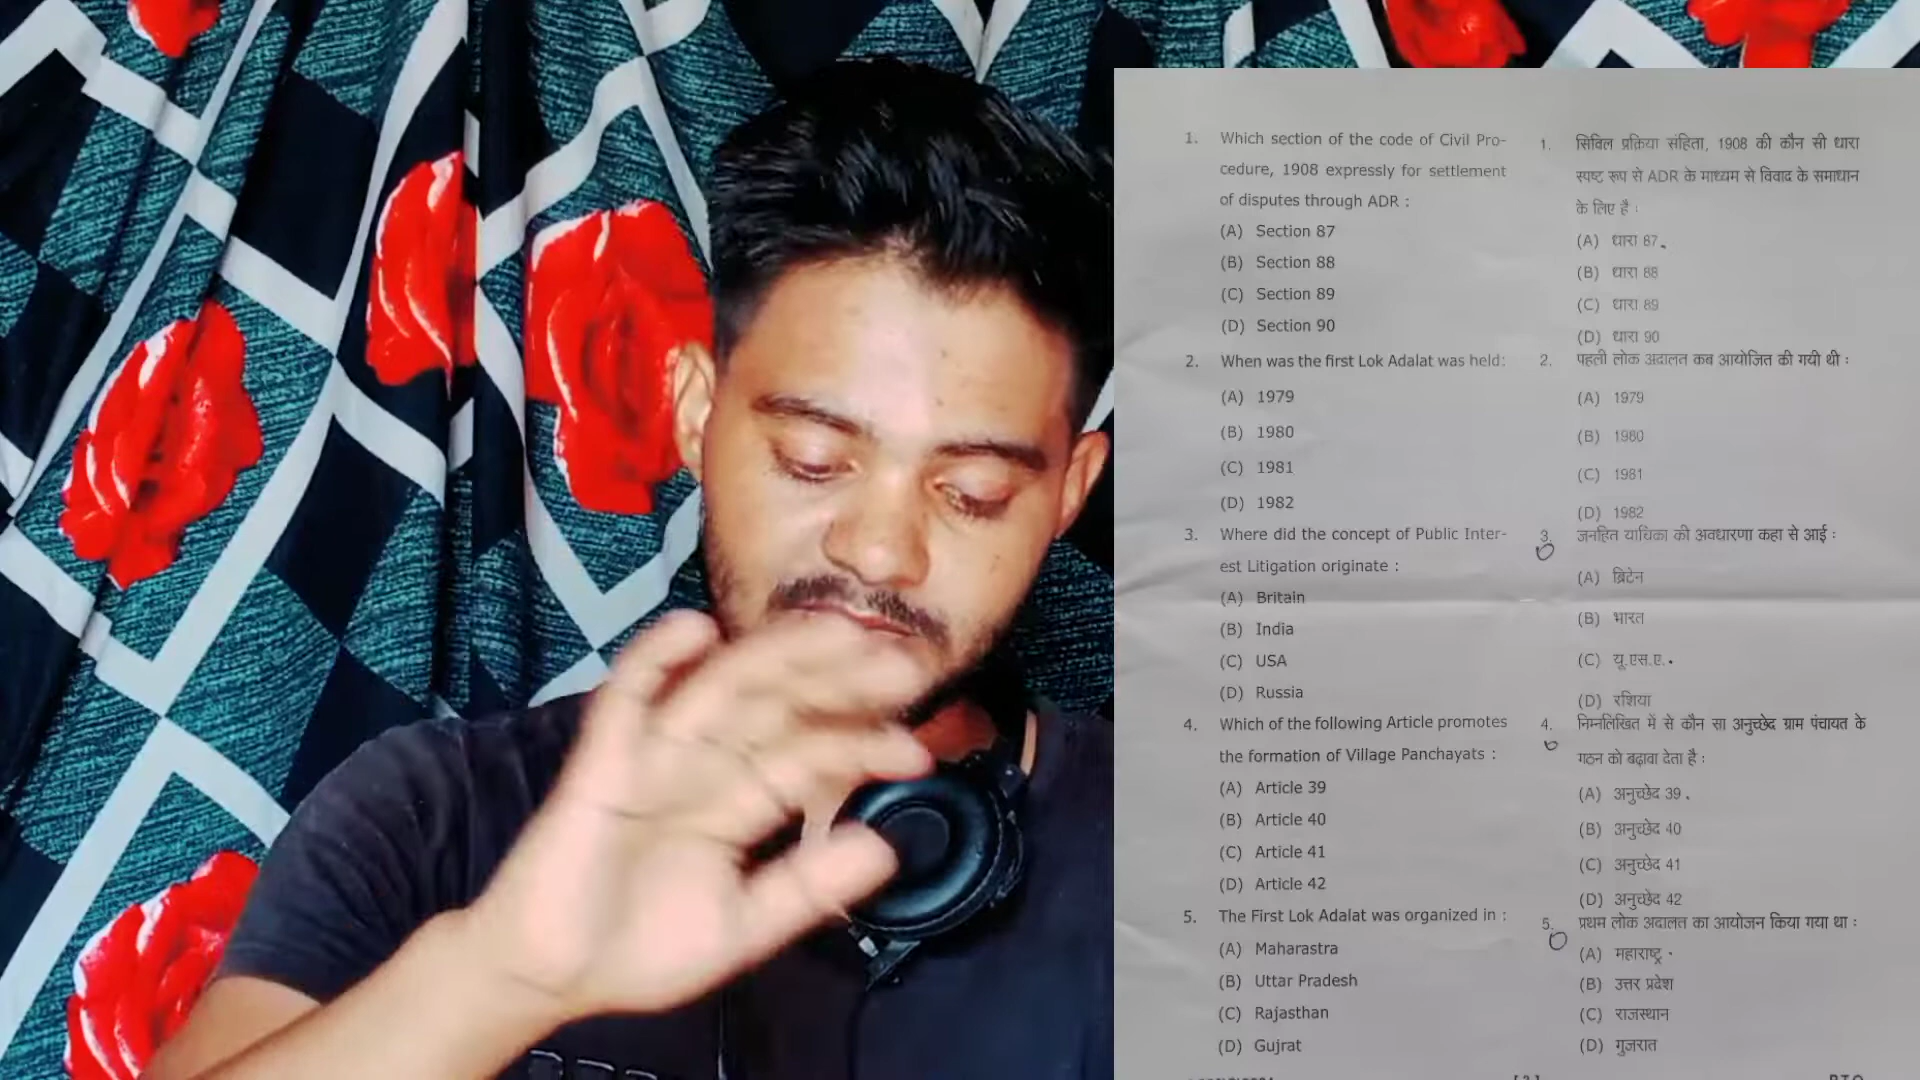 1. Which section of the code of Civil Pro-
cedure, 1908 expressly for settlement
of disputes through ADR :
(A) Section 87
(B) Section 88
(C) Section 89
(D) Section 90
2. When was the first Lok Adalat was held:
(A) 1979
(B) 1980
(C) 1981
(D) 1982
3. Where did the concept of Public Inter-
est Litigation originate :
(A) Britain
(B) India
(C) USA
(D) Russia
4. Which of the following Article promotes
the formation of Village Panchayats :
(A) Article 39
(B) Article 40
(C) Article 41
(D) Article 42
5. The First Lok Adalat was organized in :
(A) Maharastra
(B) Uttar Pradesh
(C) Rajasthan
(D) Gujrat
1. सिविल प्रक्रिया संहिता, 1908 की कौन सी धारा
स्पष्ट रूप से ADR के माध्यम से विवाद के समाधान
के लिए है :
(A) धारा 87
(B) धारा 88
(C) धारा 89
(D) धारा 90
2. पहली लोक अदालत कब आयोजित की गयी थी :
(A) 1979
(B) 1980
(C) 1981
(D) 1982
3. जनहित याचिका की अवधारणा कहा से आई :
(A) ब्रिटेन
(B) भारत
(C) यू.एस.ए.
(D) रशिया
4. निम्नलिखित में से कौन सा अनुच्छेद ग्राम पंचायत के
गठन को बढ़ावा देता है :
(A) अनुच्छेद 39
(B) अनुच्छेद 40
(C) अनुच्छेद 41
(D) अनुच्छेद 42
5. प्रथम लोक अदालत का आयोजन किया गया था :
(A) महाराष्ट्र
(B) उत्तर प्रदेश
(C) राजस्थान
(D) गुजरात